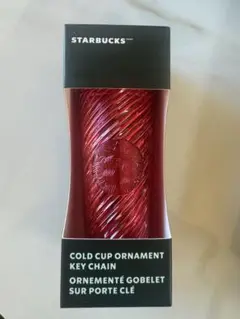 STARBUCKS
COLD CUP ORNAMENT
KEY CHAIN
ORNEMENTÉ GOBELET
SUR PORTE CLÉ